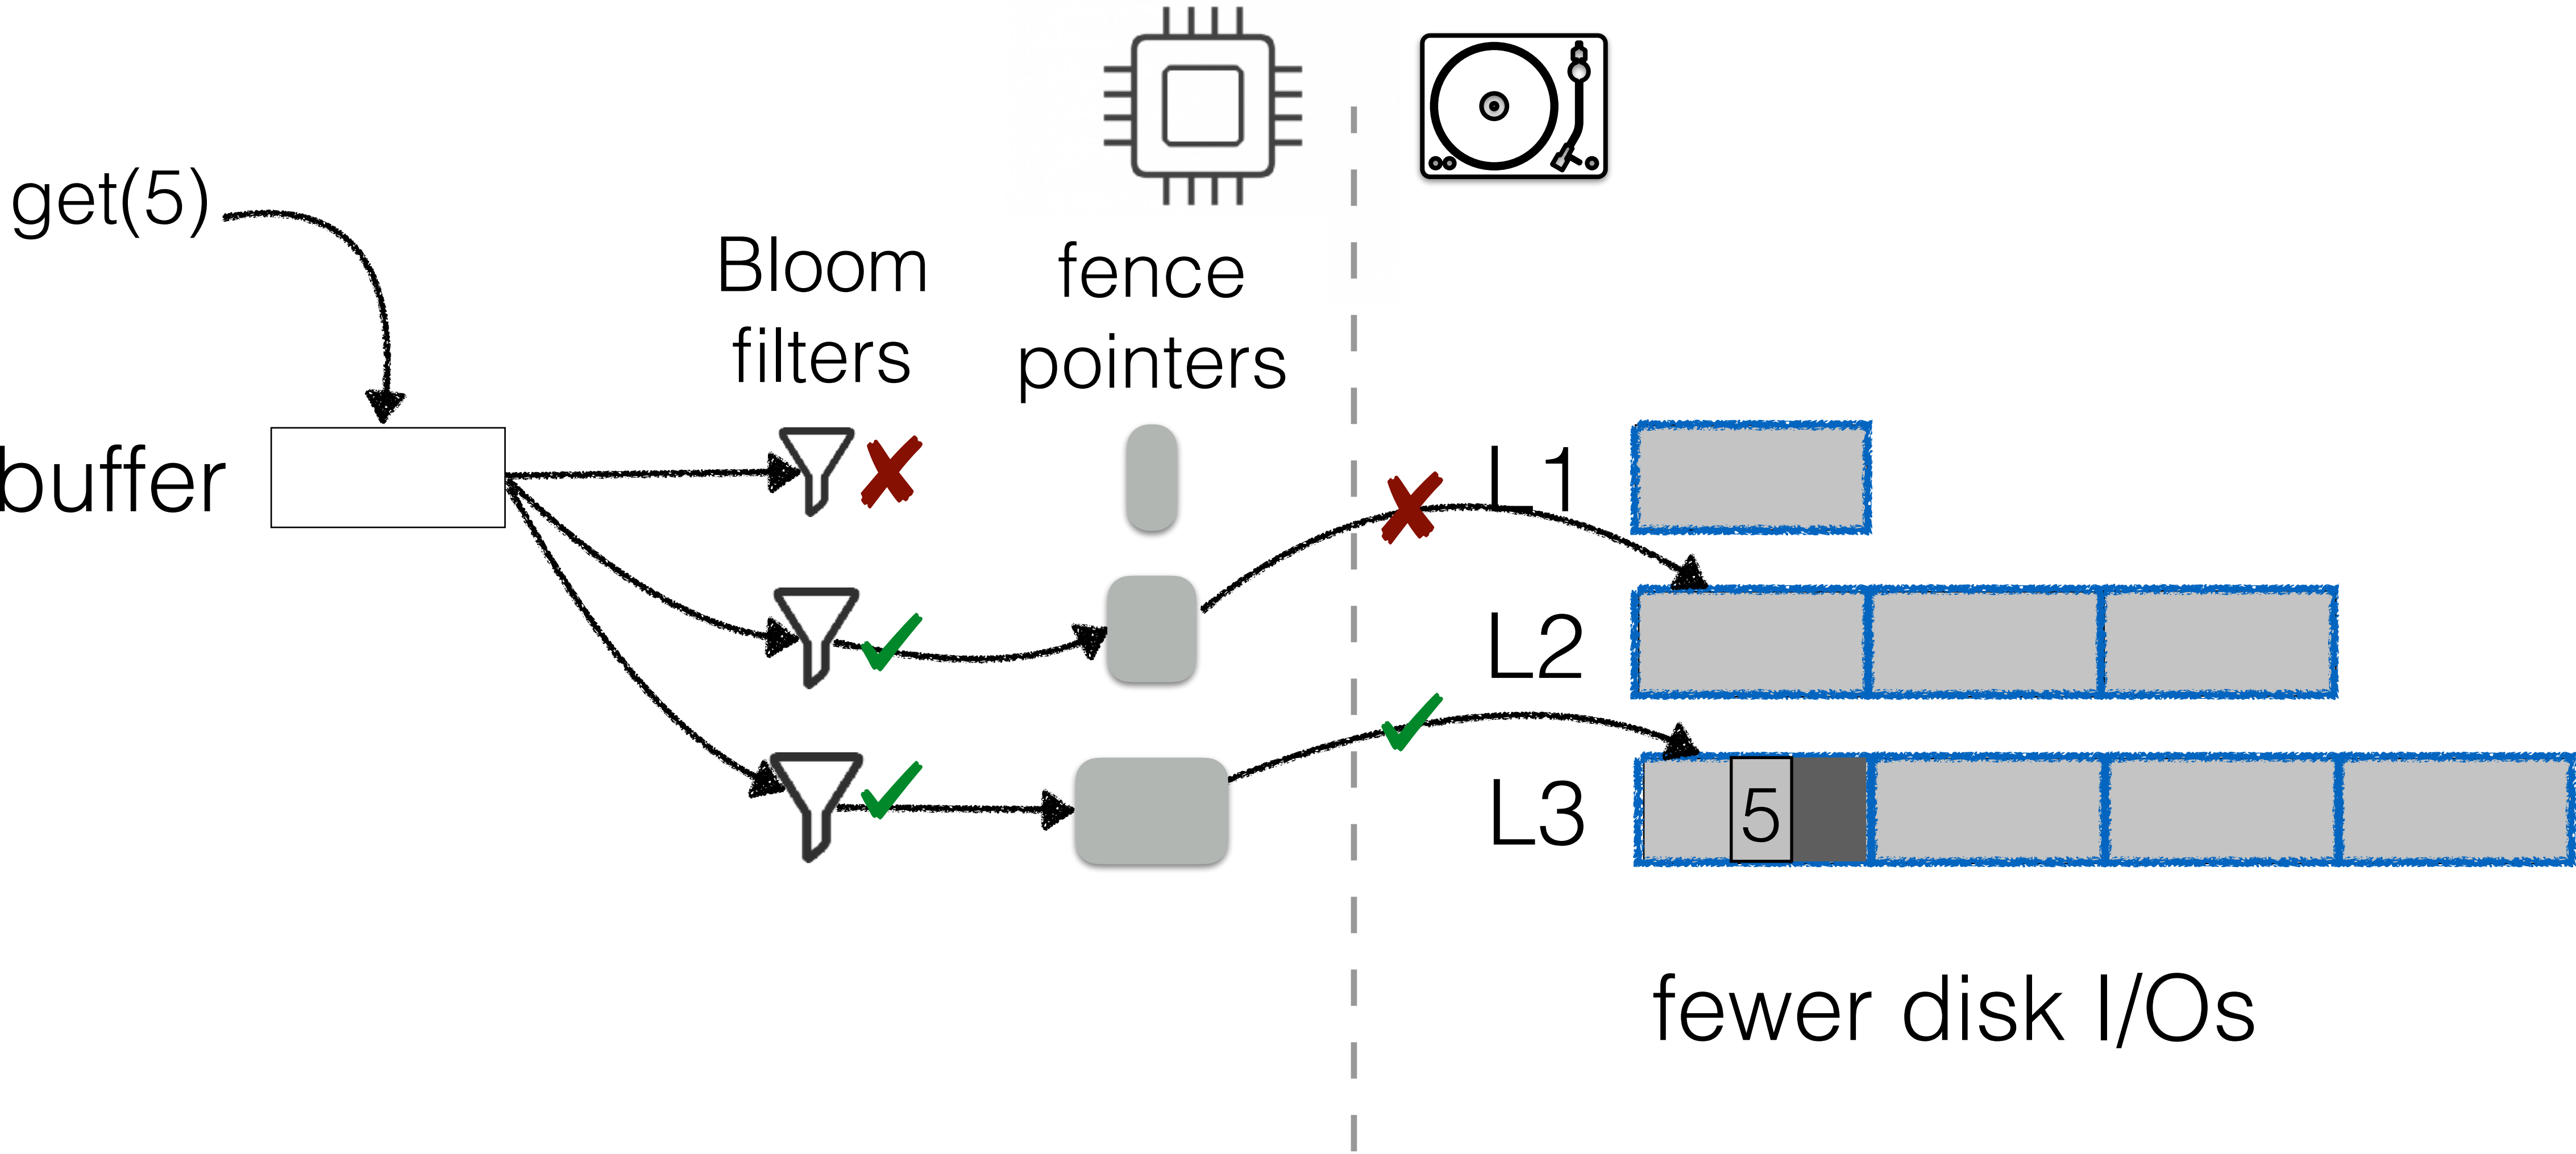 get(5)
Bloom
filters
fence
pointers
buffer
L1
L2
L3
5
fewer disk I/Os